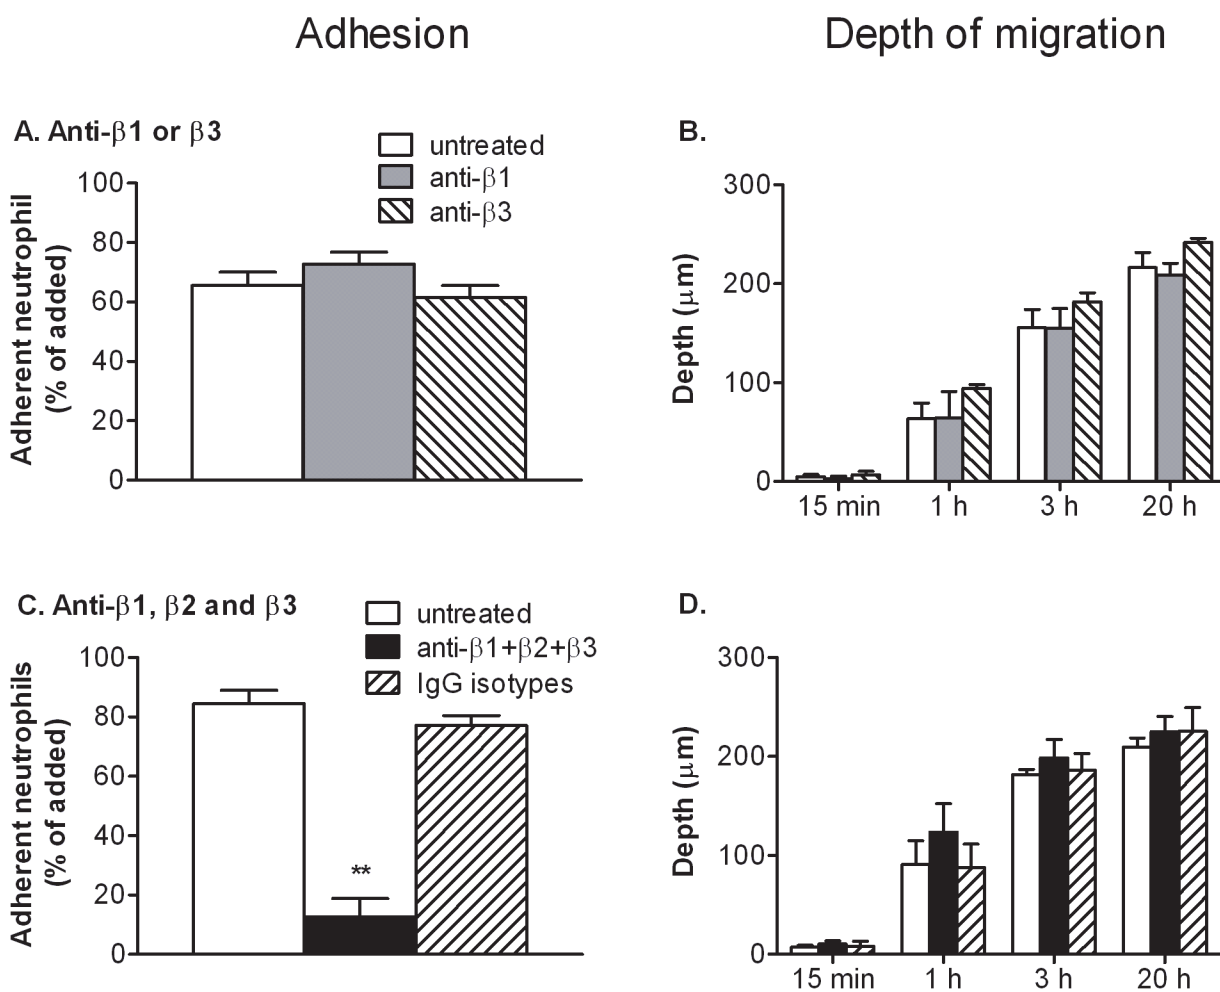 Adhesion
Depth of migration
A. Anti-β1 or β3
untreated
anti-β1
anti-β3
Adherent neutrophil
(% of added)
100
80
60
40
20
0
B.
Depth (μm)
300
200
100
0
15 min 1 h 3 h 20 h
C. Anti-β1, β2 and β3
untreated
anti-β1+β2+β3
IgG isotypes
Adherent neutrophils
(% of added)
100
80
60
40
20
0
**
D.
Depth (μm)
300
200
100
0
15 min 1 h 3 h 20 h